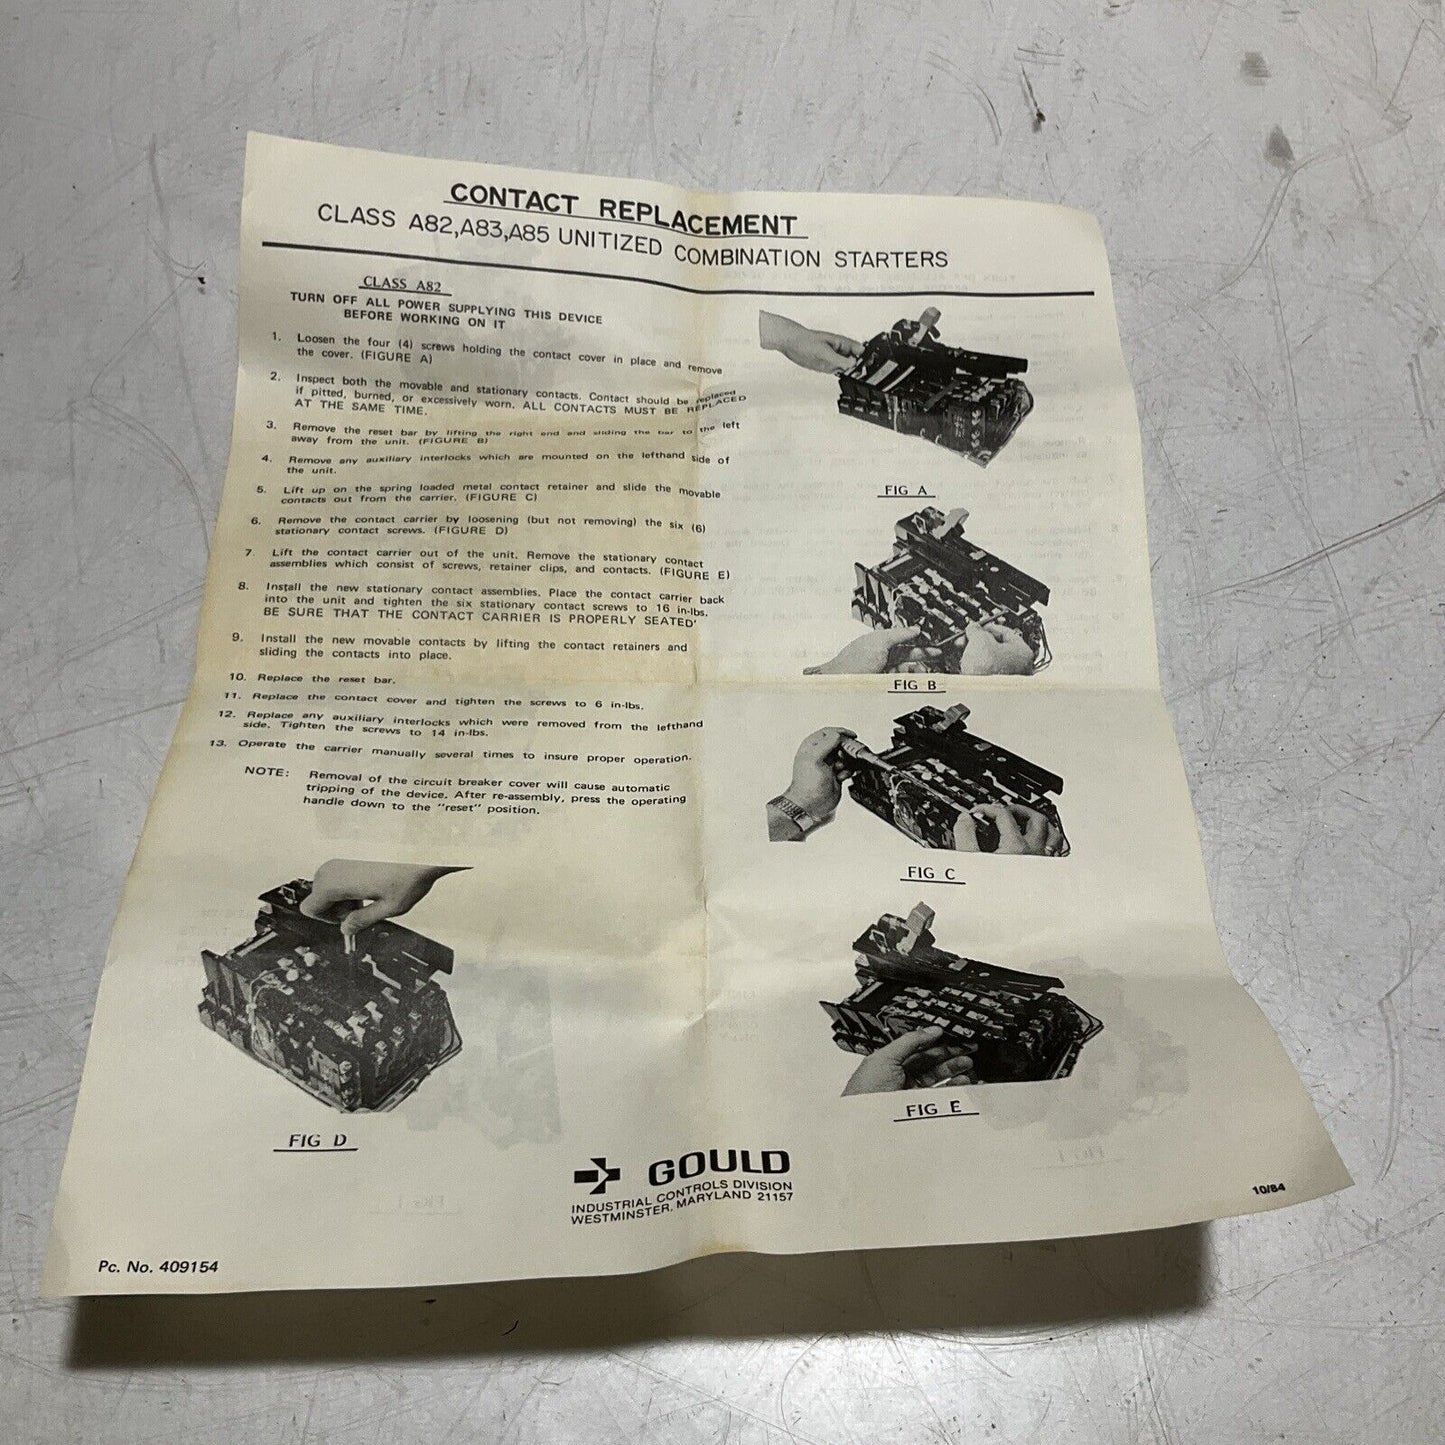 CONTACT REPLACEMENT
CLASS A82,A83,A85 UNITIZED COMBINATION STARTERS
CLASS A82
TURN OFF ALL POWER SUPPLYING THIS DEVICE
BEFORE WORKING ON IT
1. Loosen the four (4) screws holding the contact cover in place and remove
the cover. (FIGURE A)
2. Inspect both the movable and stationary contacts. Contact should be replaced
if pitted, burned, or excessively worn. ALL CONTACTS MUST BE REPLACED
AT THE SAME TIME.
3. Remove the reset bar by lifting the right end and sliding the bar to the left
away from the unit. (FIGURE B)
4. Remove any auxiliary interlocks which are mounted on the lefthand side of
the unit.
5. Lift up on the spring loaded metal contact retainer and slide the movable
contacts out from the carrier. (FIGURE C)
6. Remove the contact carrier by loosening (but not removing) the six (6)
stationary contact screws. (FIGURE D)
7. Lift the contact carrier out of the unit. Remove the stationary contact
assemblies which consist of screws, retainer clips, and contacts. (FIGURE E)
8. Install the new stationary contact assemblies. Place the contact carrier back
into the unit and tighten the six stationary contact screws to 16 in-lbs.
BE SURE THAT THE CONTACT CARRIER IS PROPERLY SEATED'
9. Install the new movable contacts by lifting the contact retainers and
sliding the contacts into place.
10. Replace the reset bar.
11. Replace the contact cover and tighten the screws to 6 in-lbs.
12. Replace any auxiliary interlocks which were removed from the lefthand
side. Tighten the screws to 14 in-lbs.
13. Operate the carrier manually several times to insure proper operation.
NOTE: Removal of the circuit breaker cover will cause automatic
tripping of the device. After re-assembly, press the operating
handle down to the "reset" position.
FIG A
FIG B
FIG C
FIG D
FIG E
GOULD
INDUSTRIAL CONTROLS DIVISION
WESTMINSTER, MARYLAND 21157
10/84
Pc. No. 409154